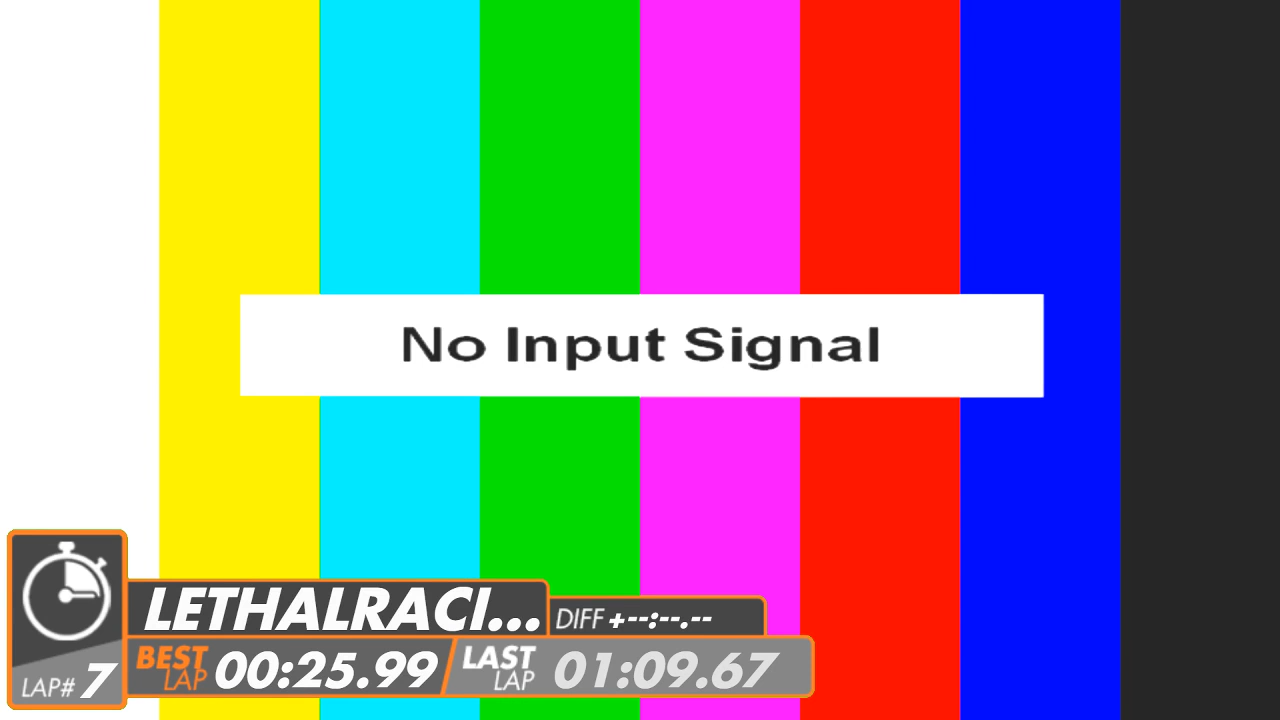 No Input Signal
LETHALRACI...
DIFF +--:--.--
BEST LAP 00:25.99
LAST LAP 01:09.67
LAP# 7